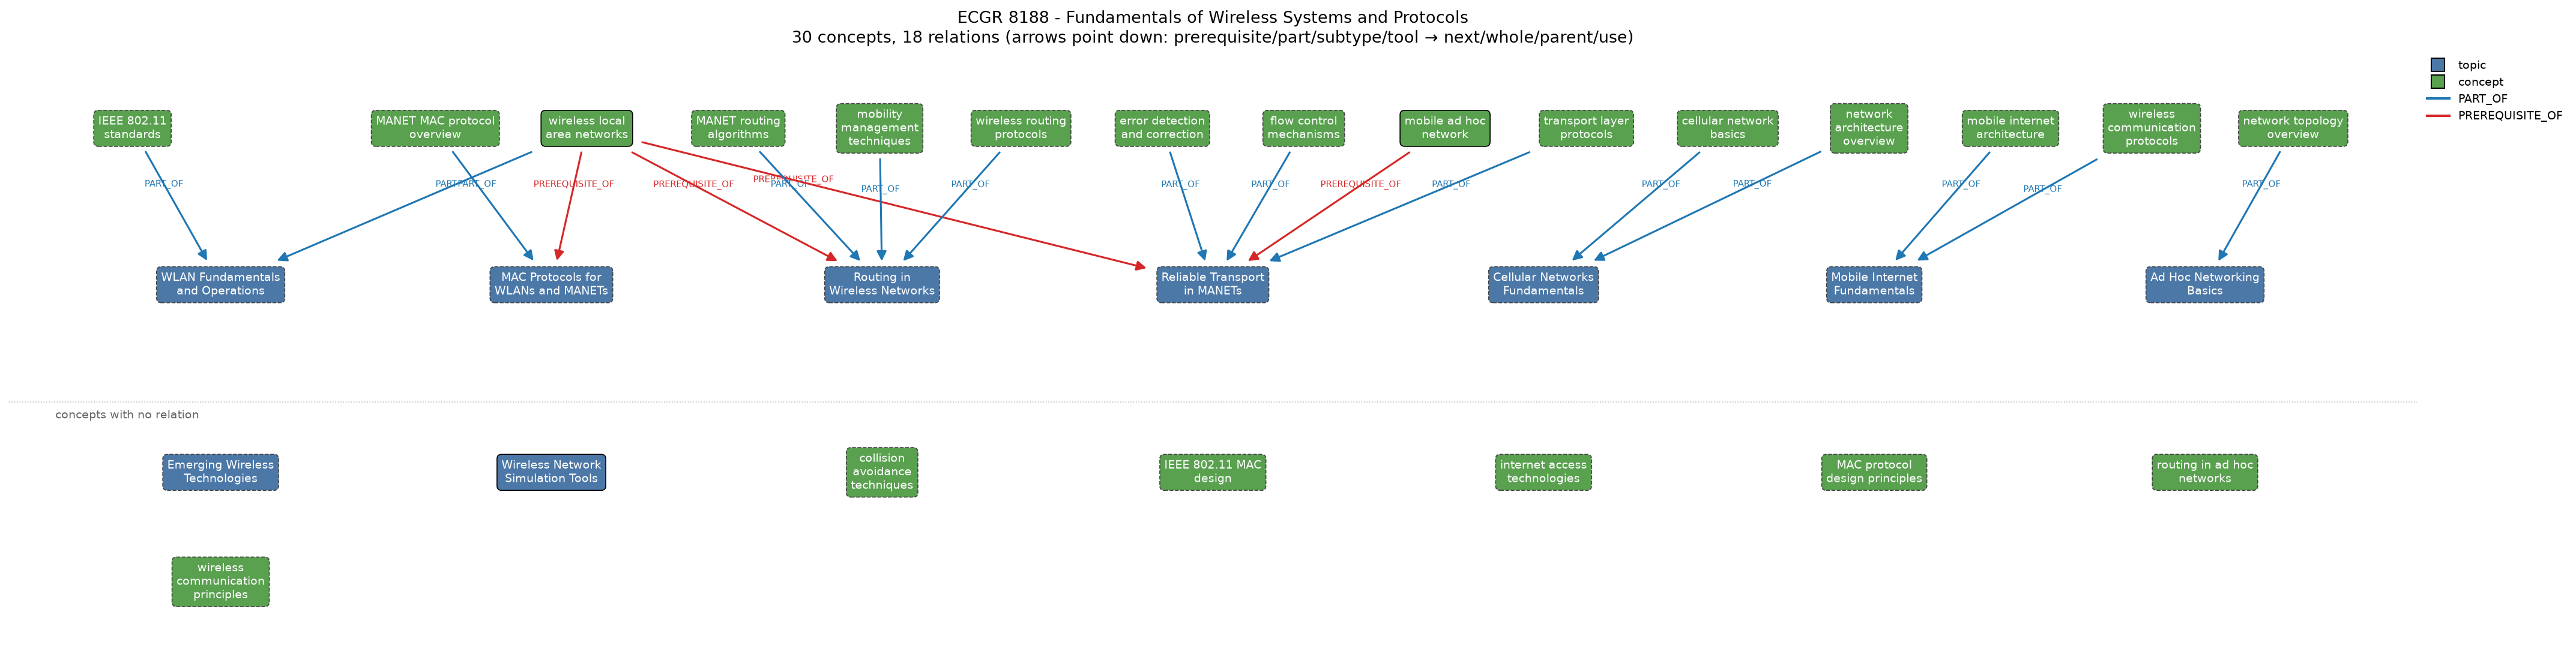 ECGR 8188 - Fundamentals of Wireless Systems and Protocols
30 concepts, 18 relations (arrows point down: prerequisite/part/subtype/tool → next/whole/parent/use)
topic
concept
PART_OF
PREREQUISITE_OF
IEEE 802.11
standards
MANET MAC protocol
overview
wireless local
area networks
MANET routing
algorithms
mobility
management
techniques
wireless routing
protocols
error detection
and correction
flow control
mechanisms
mobile ad hoc
network
transport layer
protocols
cellular network
basics
network
architecture
overview
mobile internet
architecture
wireless
communication
protocols
network topology
overview
PART_OF
PART_OF
PART_OF
PREREQUISITE_OF
PREREQUISITE_OF
PREREQUISITE_OF
PART_OF
PART_OF
PART_OF
PART_OF
PART_OF
PREREQUISITE_OF
PART_OF
PART_OF
PART_OF
PART_OF
PART_OF
PART_OF
WLAN Fundamentals
and Operations
MAC Protocols for
WLANs and MANETs
Routing in
Wireless Networks
Reliable Transport
in MANETs
Cellular Networks
Fundamentals
Mobile Internet
Fundamentals
Ad Hoc Networking
Basics
concepts with no relation
Emerging Wireless
Technologies
Wireless Network
Simulation Tools
collision
avoidance
techniques
IEEE 802.11 MAC
design
internet access
technologies
MAC protocol
design principles
routing in ad hoc
networks
wireless
communication
principles